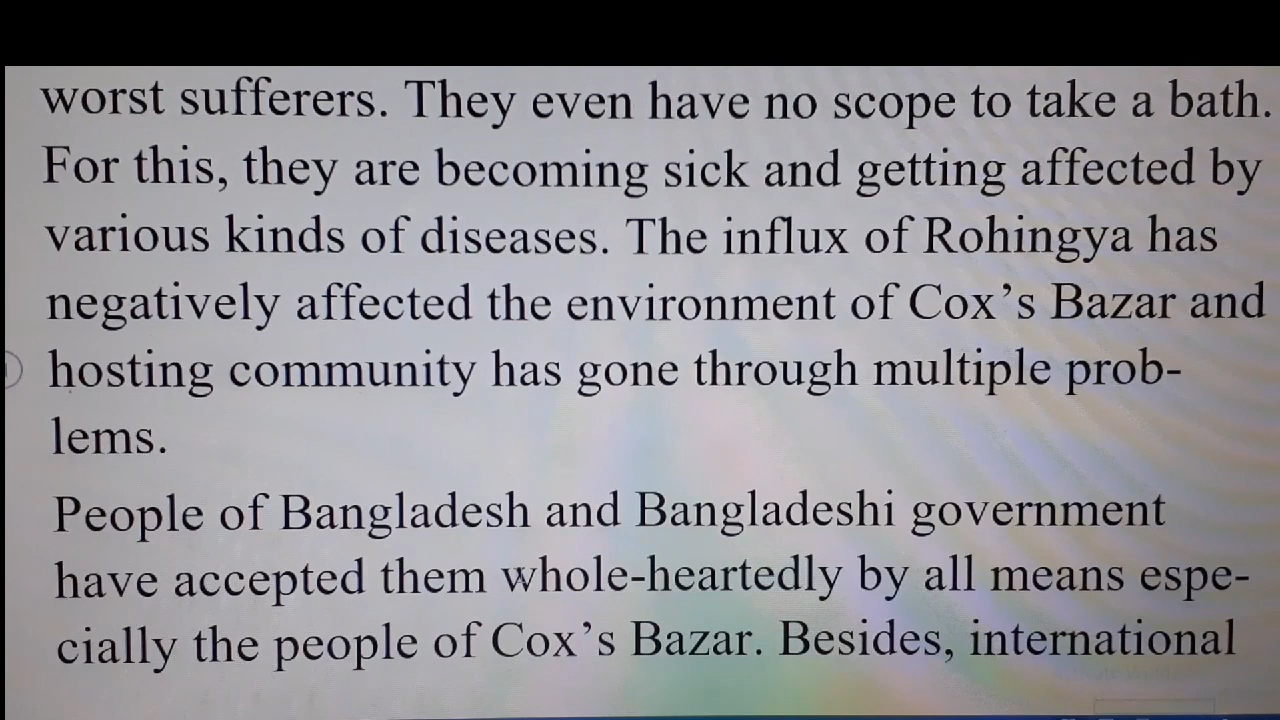 worst sufferers. They even have no scope to take a bath.
For this, they are becoming sick and getting affected by
various kinds of diseases. The influx of Rohingya has
negatively affected the environment of Cox’s Bazar and
hosting community has gone through multiple prob-
lems.
People of Bangladesh and Bangladeshi government
have accepted them whole-heartedly by all means espe-
cially the people of Cox’s Bazar. Besides, international